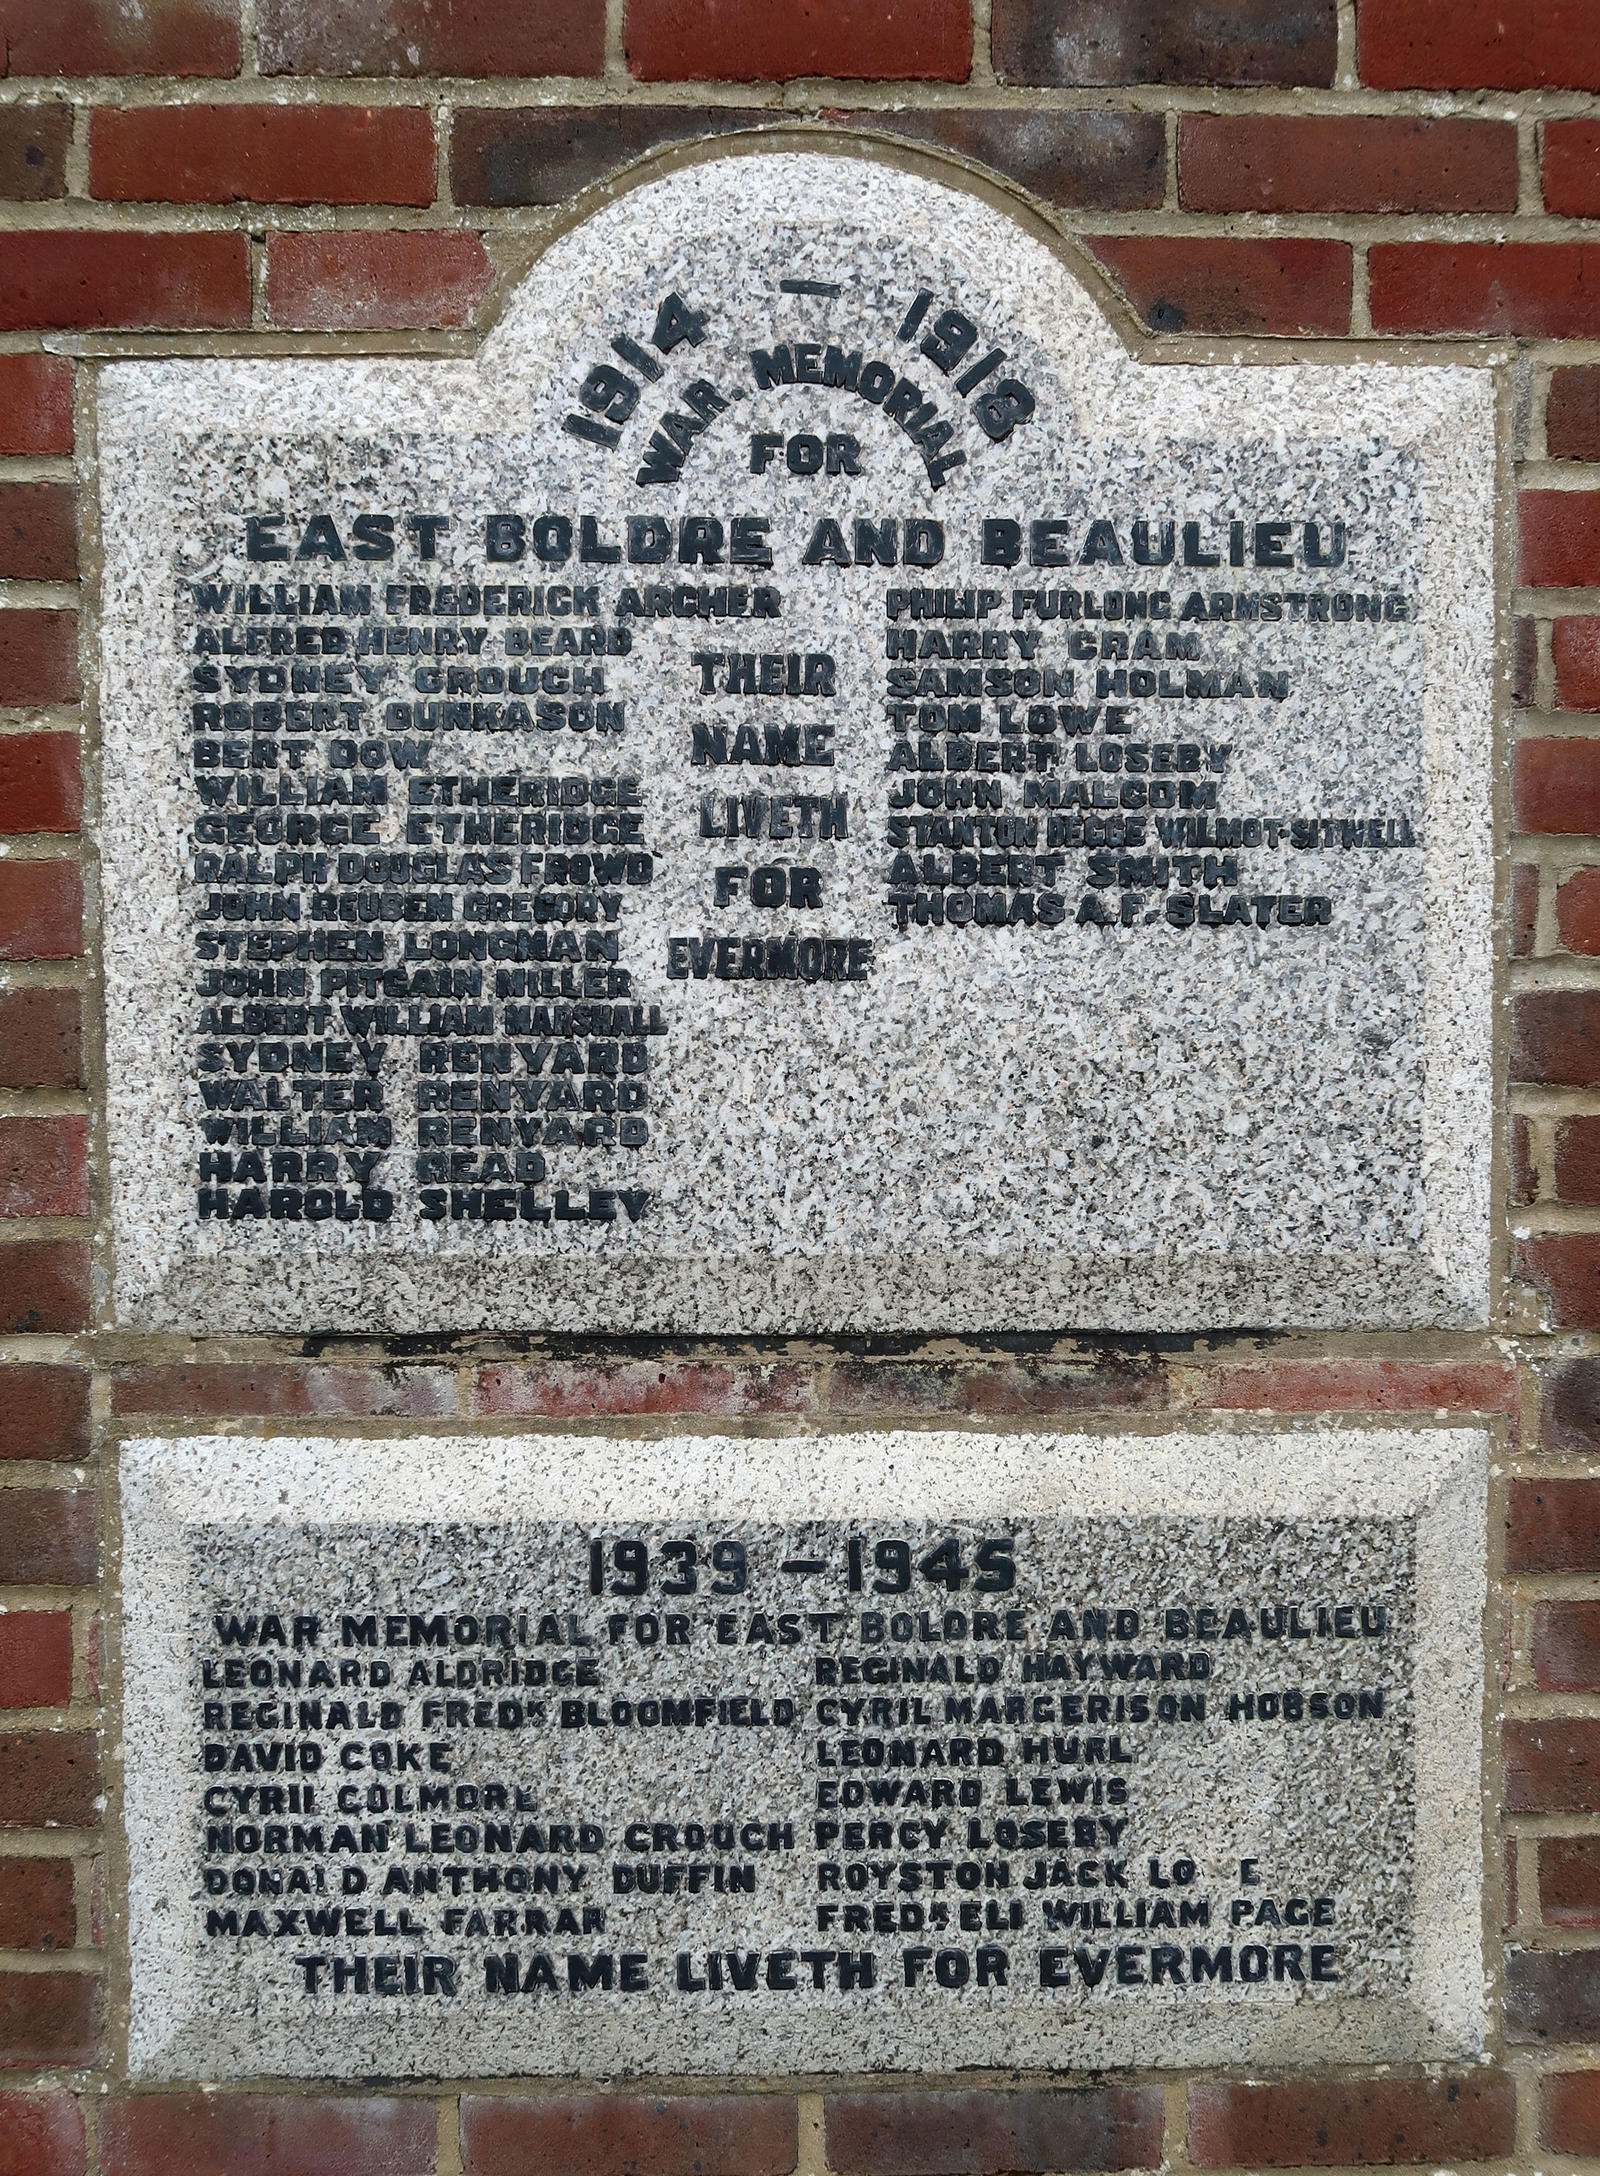 1914 – 1918
WAR. MEMORIAL
FOR
EAST BOLDRE AND BEAULIEU
WILLIAM FREDERICK ARCHER
ALFRED HENRY BEARD
SYDNEY CROUCH
ROBERT DUNKASON
BERT DOW
WILLIAM ETHERIDGE
GEORGE ETHERIDGE
RALPH DOUGLAS FROWD
JOHN REUBEN GREGORY
STEPHEN LONGMAN
JOHN PITCAIN MILLER
ALBERT WILLIAM MARSHALL
SYDNEY RENYARD
WALTER RENYARD
WILLIAM RENYARD
HARRY READ
HAROLD SHELLEY
THEIR
NAME
LIVETH
FOR
EVERMORE
PHILIP FURLONG ARMSTRONG
HARRY CRAM
SAMSON HOLMAN
TOM LOWE
ALBERT LOSEBY
JOHN MALCOM
STANTON DEGGE WILMOT-SITWELL
ALBERT SMITH
THOMAS A.F. SLATER
1939 – 1945
WAR MEMORIAL FOR EAST BOLDRE AND BEAULIEU
LEONARD ALDRIDGE
REGINALD FREDK BLOOMFIELD
DAVID COKE
CYRIL COLMORE
NORMAN LEONARD CROUCH
DONALD ANTHONY DUFFIN
MAXWELL FARRAR
REGINALD HAYWARD
CYRIL MARGERISON HOBSON
LEONARD HURL
EDWARD LEWIS
PERCY LOSEBY
ROYSTON JACK LO E
FREDK ELI WILLIAM PAGE
THEIR NAME LIVETH FOR EVERMORE